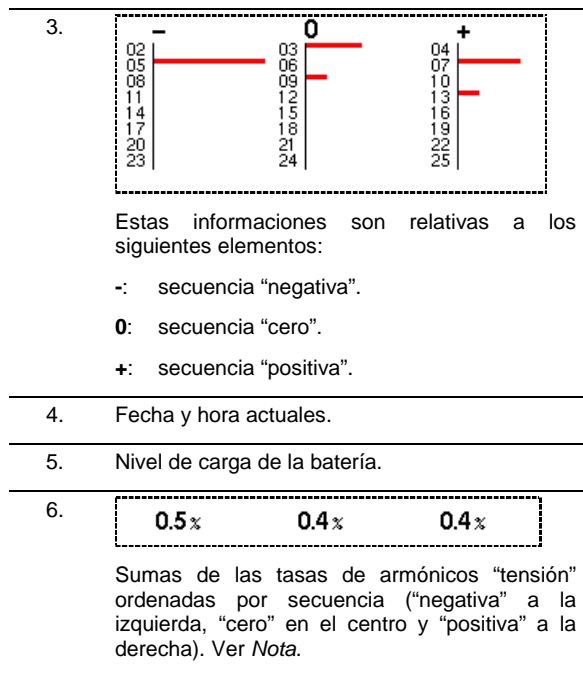 3.
- 0 +
02 03 04
05 06 07
08 09 10
11 12 13
14 15 16
17 18 19
20 21 22
23 24 25
Estas informaciones son relativas a los
siguientes elementos:
-: secuencia “negativa”.
0: secuencia “cero”.
+: secuencia “positiva”.
4. Fecha y hora actuales.
5. Nivel de carga de la batería.
6.
0.5% 0.4% 0.4%
Sumas de las tasas de armónicos “tensión”
ordenadas por secuencia (“negativa” a la
izquierda, “cero” en el centro y “positiva” a la
derecha). Ver Nota.